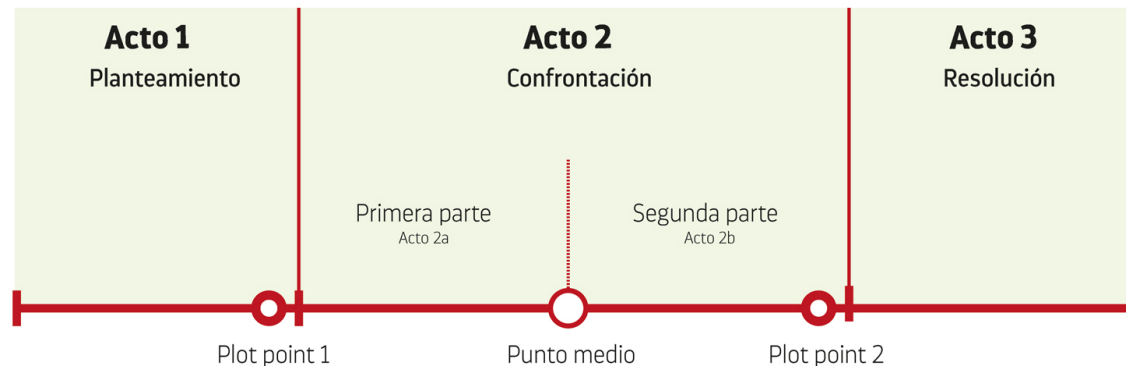 Acto 1
Planteamiento
Acto 2
Confrontación
Acto 3
Resolución
Primera parte
Acto 2a
Segunda parte
Acto 2b
Plot point 1
Punto medio
Plot point 2